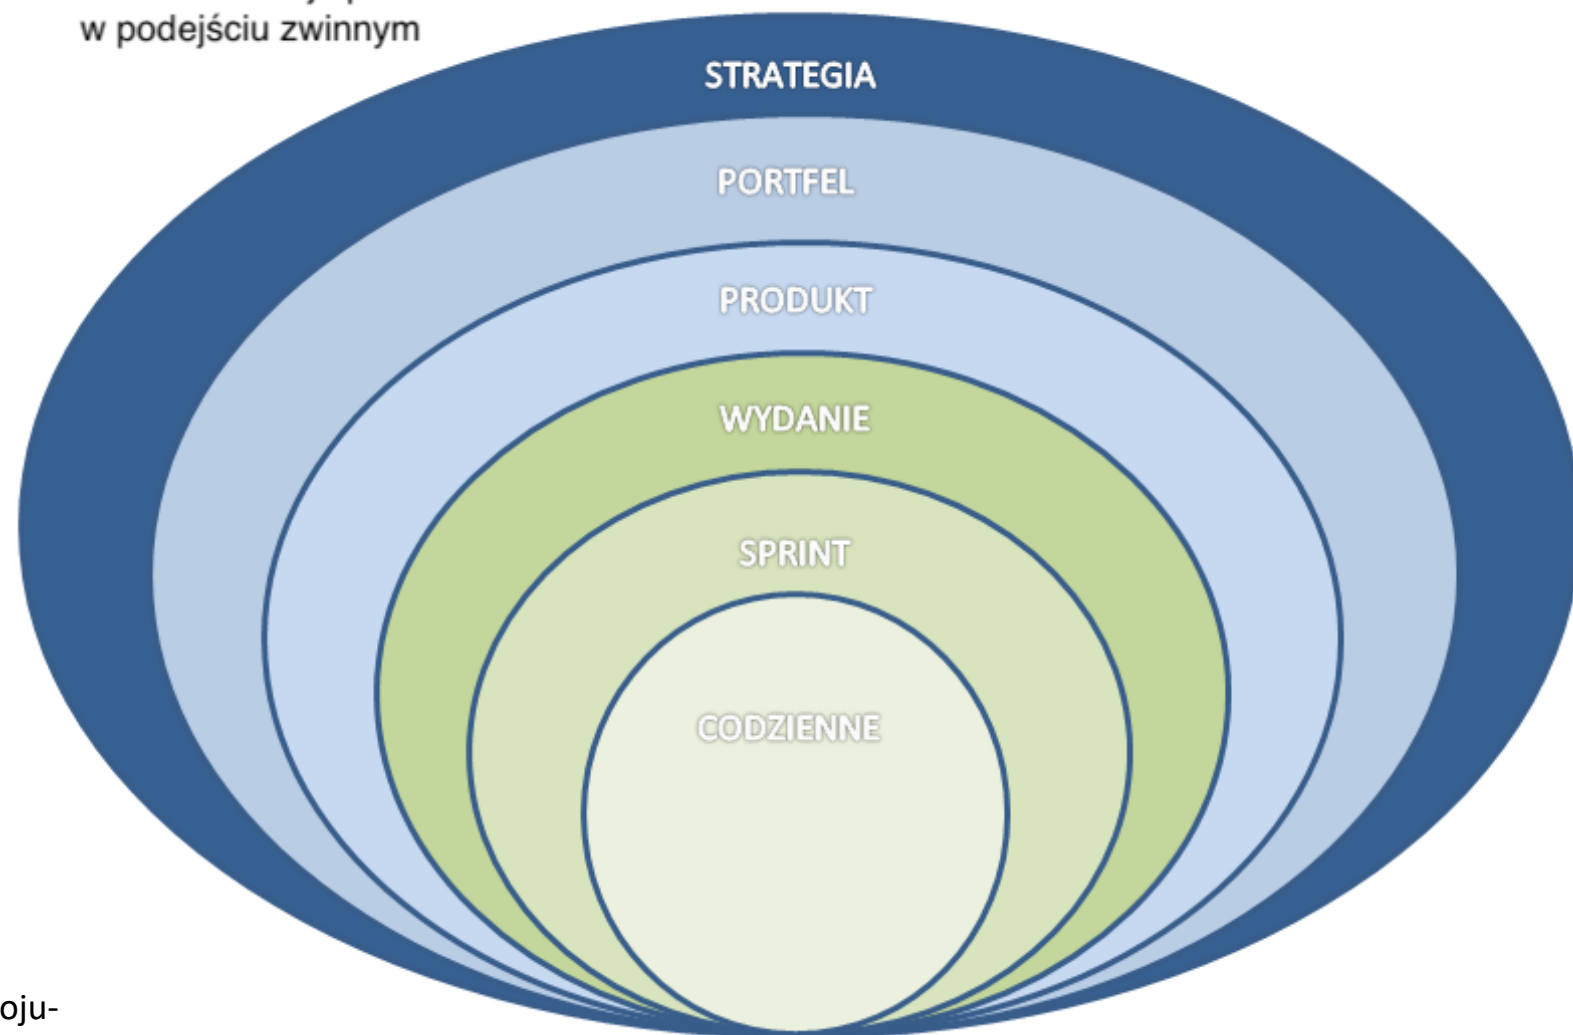 w podejściu zwinnym
STRATEGIA
PORTFEL
PRODUKT
WYDANIE
SPRINT
CODZIENNE
oju-